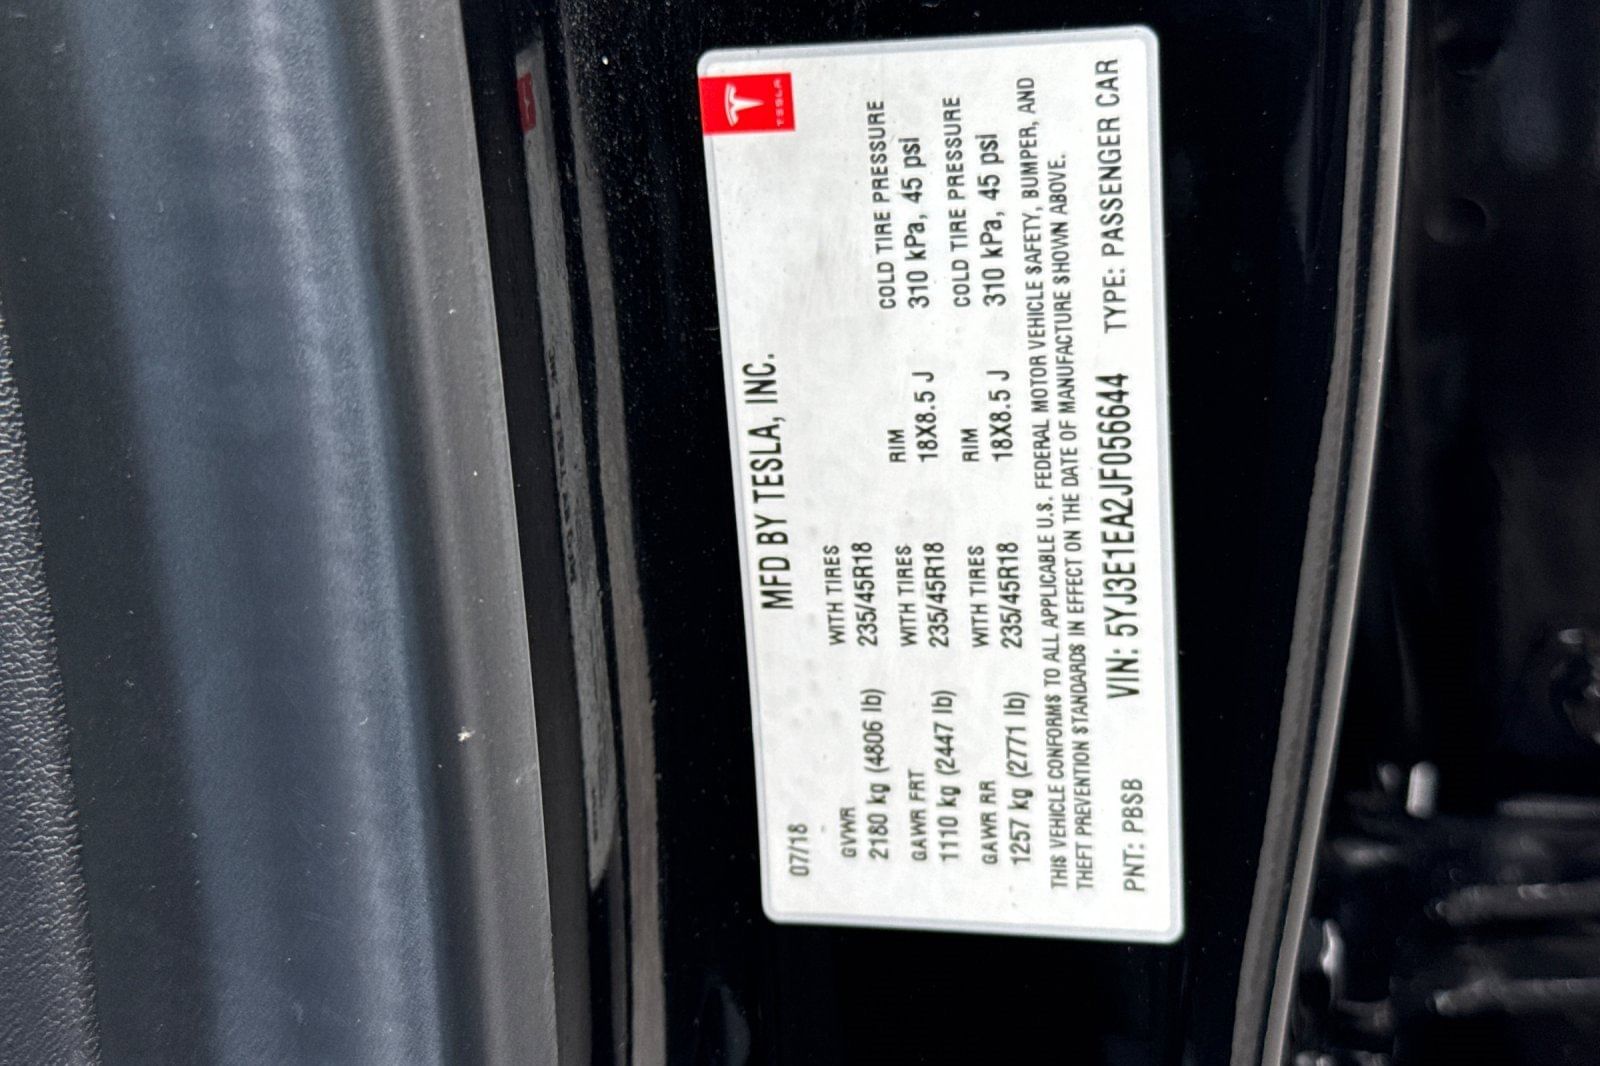 TESLA
07/18
MFD BY TESLA, INC.
GVWR WITH TIRES
2180 kg (4806 lb) 235/45R18
GAWR FRT WITH TIRES RIM COLD TIRE PRESSURE
1110 kg (2447 lb) 235/45R18 18X8.5 J 310 kPa, 45 psi
GAWR RR WITH TIRES RIM COLD TIRE PRESSURE
1257 kg (2771 lb) 235/45R18 18X8.5 J 310 kPa, 45 psi
THIS VEHICLE CONFORMS TO ALL APPLICABLE U.S. FEDERAL MOTOR VEHICLE SAFETY, BUMPER, AND
THEFT PREVENTION STANDARDS IN EFFECT ON THE DATE OF MANUFACTURE SHOWN ABOVE.
PNT: PBSB VIN: 5YJ3E1EA2JF056644 TYPE: PASSENGER CAR